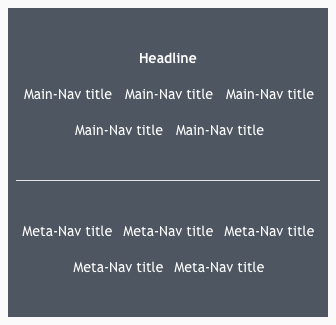 Headline
Main-Nav title Main-Nav title Main-Nav title
Main-Nav title Main-Nav title
Meta-Nav title Meta-Nav title Meta-Nav title
Meta-Nav title Meta-Nav title